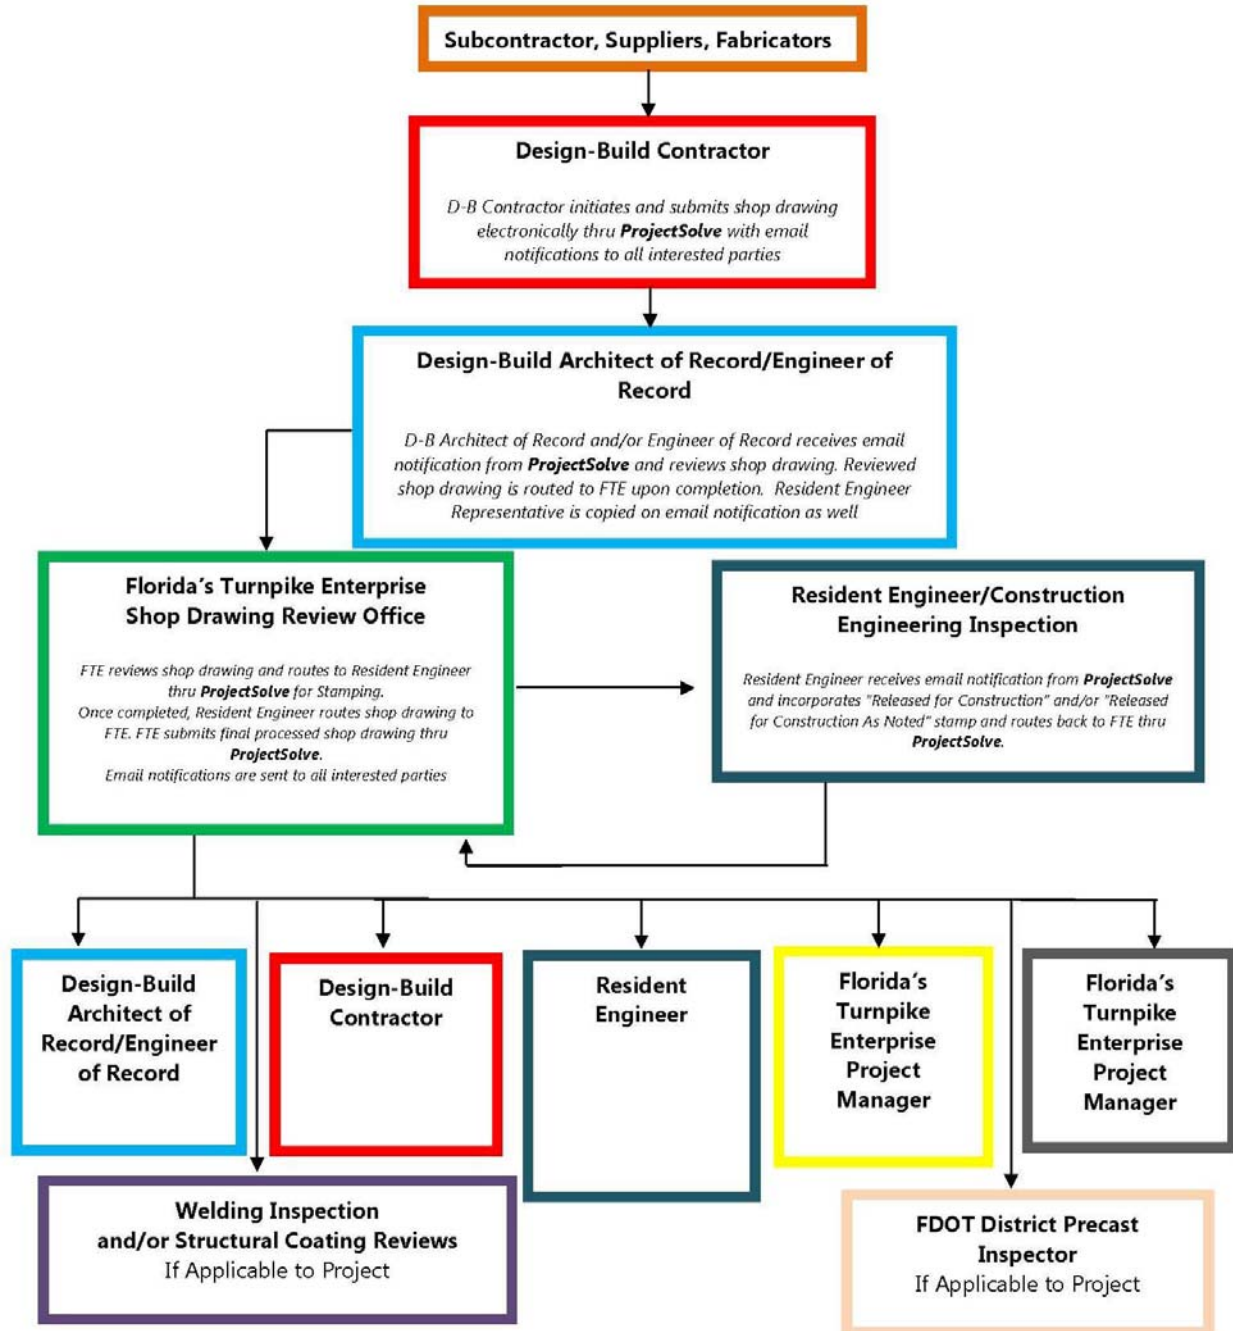 Subcontractor, Suppliers, Fabricators
Design-Build Contractor
D-B Contractor initiates and submits shop drawing
electronically thru ProjectSolve with email
notifications to all interested parties
Design-Build Architect of Record/Engineer of
Record
D-B Architect of Record and/or Engineer of Record receives email
notification from ProjectSolve and reviews shop drawing. Reviewed
shop drawing is routed to FTE upon completion. Resident Engineer
Representative is copied on email notification as well
Florida's Turnpike Enterprise
Shop Drawing Review Office
FTE reviews shop drawing and routes to Resident Engineer
thru ProjectSolve for Stamping.
Once completed, Resident Engineer routes shop drawing to
FTE. FTE submits final processed shop drawing thru
ProjectSolve.
Email notifications are sent to all interested parties
Resident Engineer/Construction
Engineering Inspection
Resident Engineer receives email notification from ProjectSolve
and incorporates "Released for Construction" and/or "Released
for Construction As Noted" stamp and routes back to FTE thru
ProjectSolve.
Design-Build
Architect of
Record/Engineer
of Record
Design-Build
Contractor
Resident
Engineer
Florida's
Turnpike
Enterprise
Project
Manager
Florida's
Turnpike
Enterprise
Project
Manager
Welding Inspection
and/or Structural Coating Reviews
If Applicable to Project
FDOT District Precast
Inspector
If Applicable to Project